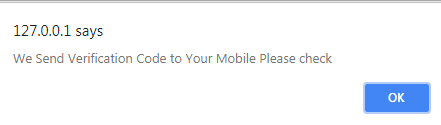 127.0.0.1 says
We Send Verification Code to Your Mobile Please check
OK